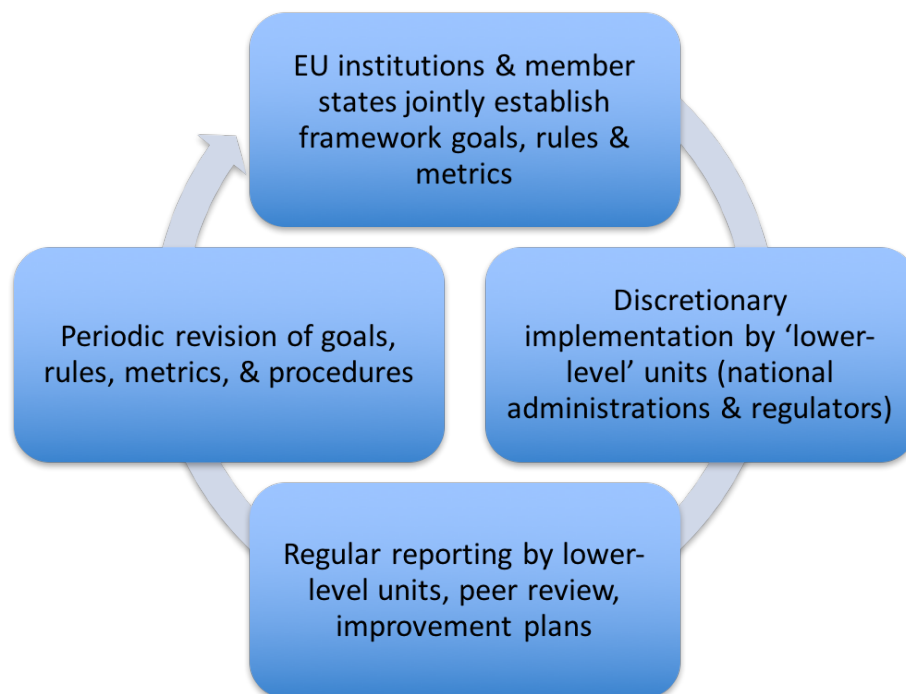 EU institutions & member
states jointly establish
framework goals, rules &
metrics
Discretionary
implementation by ‘lower-
level’ units (national
administrations & regulators)
Regular reporting by lower-
level units, peer review,
improvement plans
Periodic revision of goals,
rules, metrics, & procedures